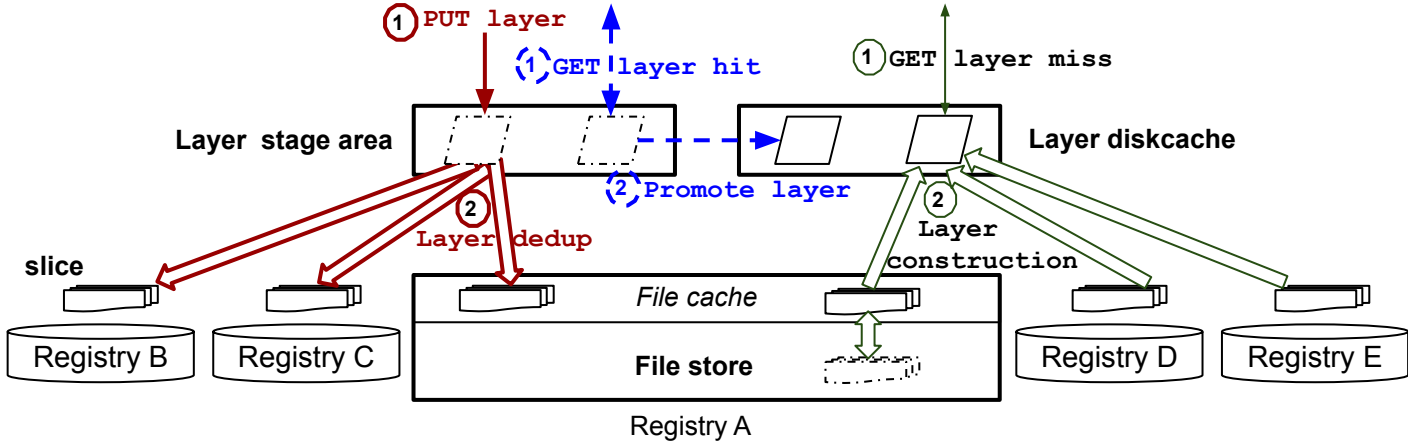 1 PUT layer
1 GET layer hit
1 GET layer miss
Layer stage area
Layer diskcache
2 Promote layer
2
Layer dedup
2
Layer
construction
slice
File cache
Registry B
Registry C
File store
Registry D
Registry E
Registry A